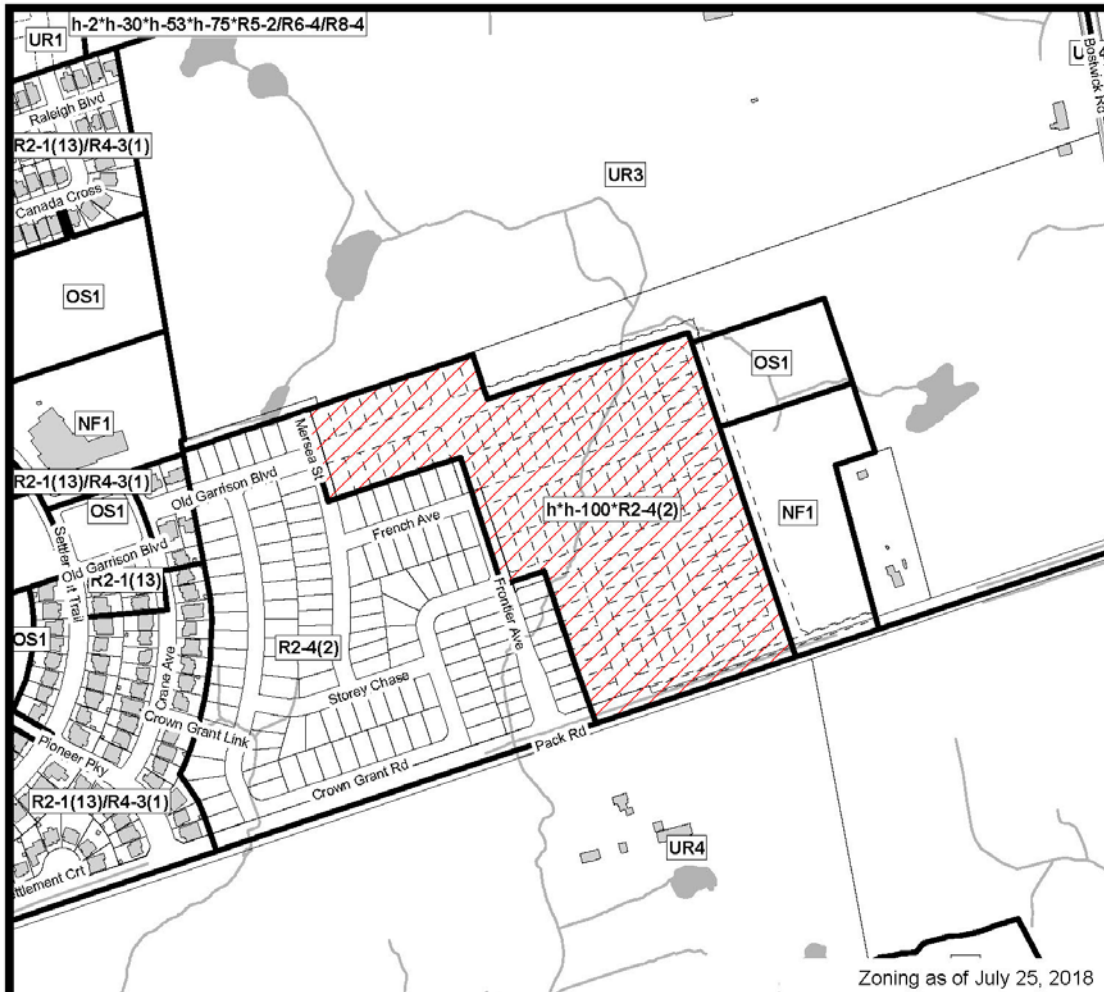 h-2*h-30*h-53*h-75*R5-2/R6-4/R8-4
UR1
Bostwick Rd
Raleigh Blvd
R2-1(13)/R4-3(1)
UR3
Canada Cross
OS1
OS1
NF1
Mersea St
R2-1(13)/R4-3(1)
Old Garrison Blvd
OS1
h*h-100*R2-4(2)
NF1
French Ave
Old Garrison Blvd
R2-1(13)
Frontier Ave
OS1
R2-4(2)
Crane Ave
Storey Chase
Crown Grant Link
Pack Rd
Pioneer Pky
Crown Grant Rd
R2-1(13)/R4-3(1)
UR4
Zoning as of July 25, 2018